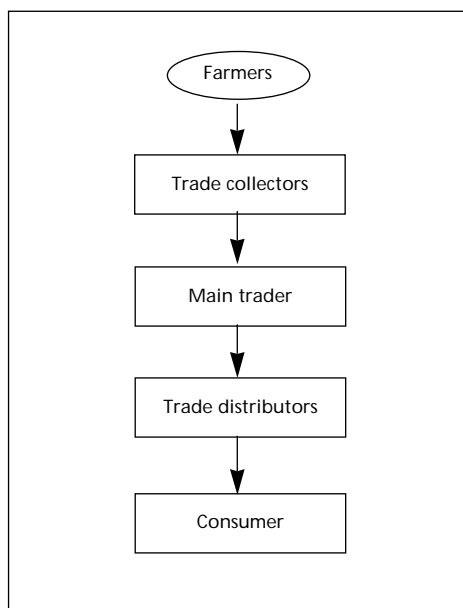 Farmers
Trade collectors
Main trader
Trade distributors
Consumer